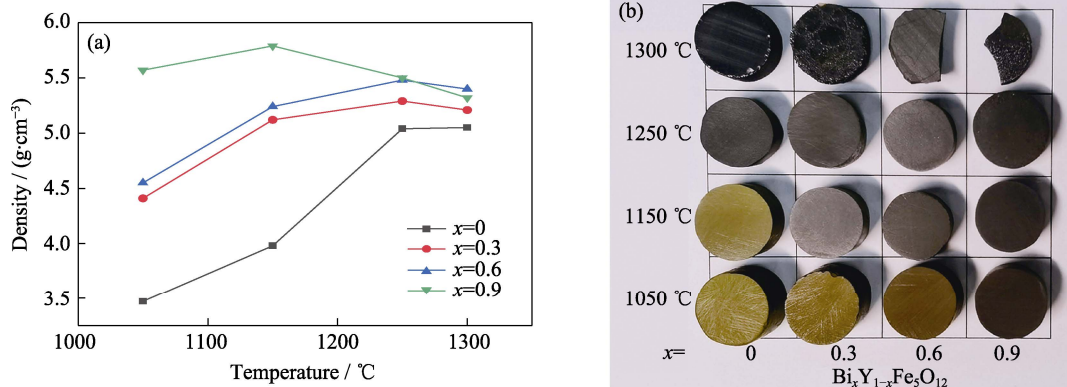 (a)
6.0
5.5
5.0
4.5
4.0
3.5
Density / (g·cm⁻³)
x=0
x=0.3
x=0.6
x=0.9
1000
1100
1200
1300
Temperature / ℃
(b)
1300 ℃
1250 ℃
1150 ℃
1050 ℃
x= 0 0.3 0.6 0.9
BiₓY₁₋ₓFe₅O₁₂